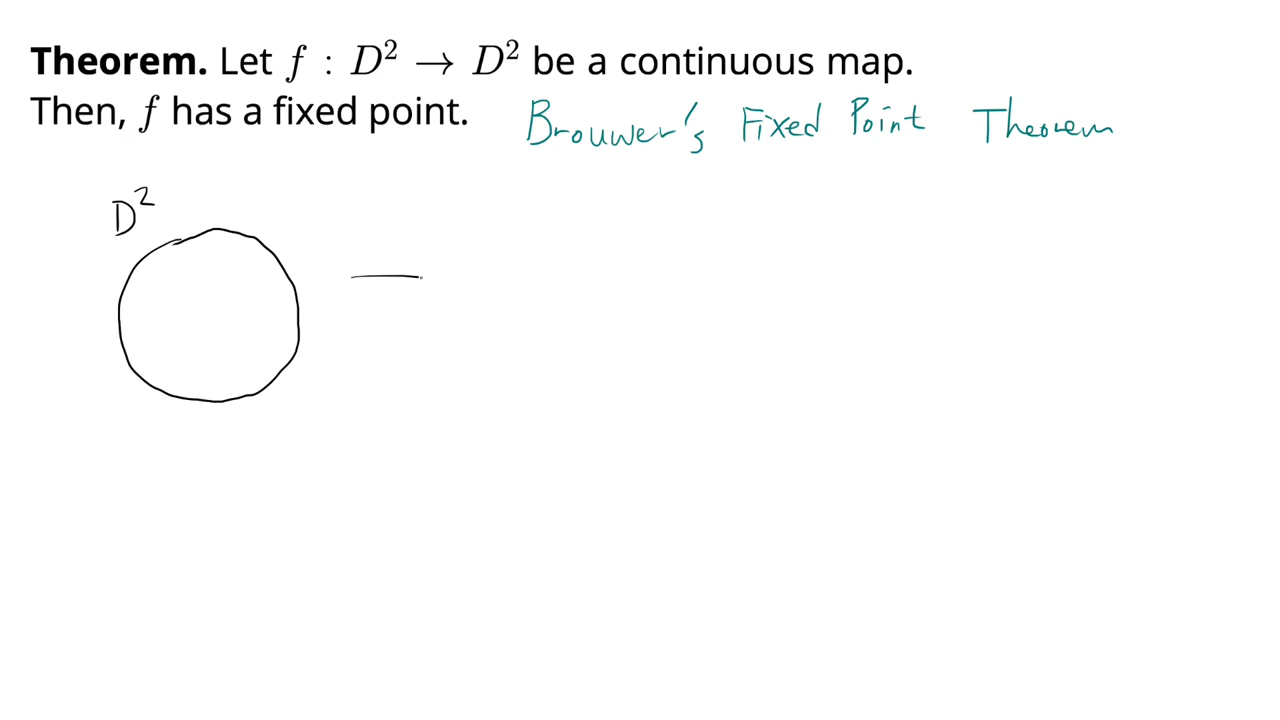 Theorem. Let f : D² → D² be a continuous map.
Then, f has a fixed point. Brouwer's Fixed Point Theorem
D²